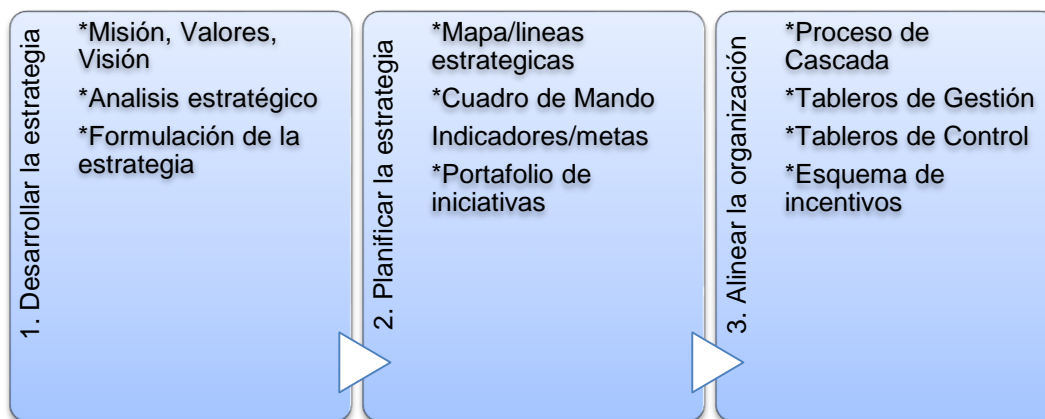 1. Desarrollar la estrategia
*Misión, Valores,
Visión
*Analisis estratégico
*Formulación de la
estrategia
2. Planificar la estrategia
*Mapa/lineas
estrategicas
*Cuadro de Mando
Indicadores/metas
*Portafolio de
iniciativas
3. Alinear la organización
*Proceso de
Cascada
*Tableros de Gestión
*Tableros de Control
*Esquema de
incentivos